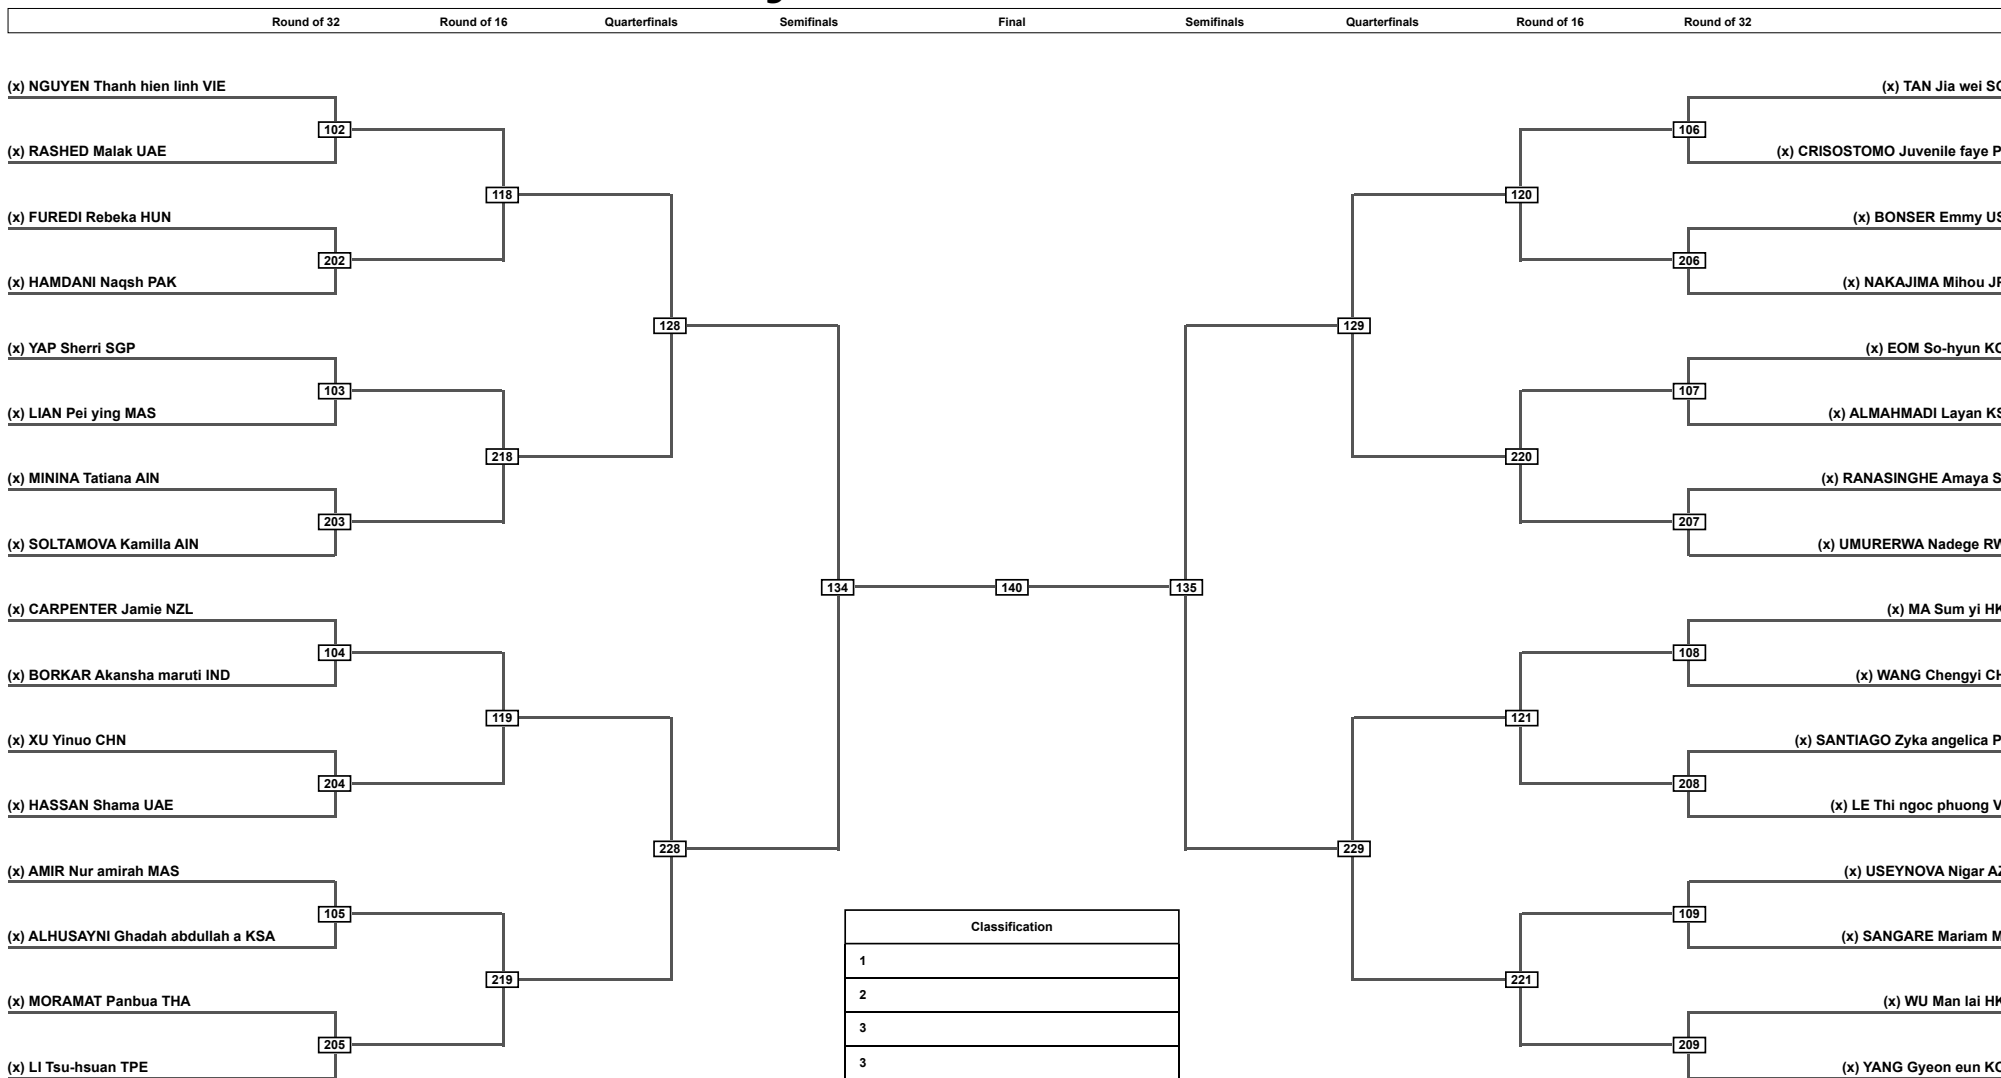 Round of 32 Round of 16 Quarterfinals Semifinals Final Semifinals Quarterfinals Round of 16 Round of 32
(x) NGUYEN Thanh hien linh VIE
(x) TAN Jia wei
102
106
(x) RASHED Malak UAE
(x) CRISOSTOMO Juvenile faye
118
120
(x) FUREDI Rebeka HUN
(x) BONSER Emmy
202
206
(x) HAMDANI Naqsh PAK
(x) NAKAJIMA Mihou
128
129
(x) YAP Sherri SGP
(x) EOM So-hyun
103
107
(x) LIAN Pei ying MAS
(x) ALMAHMADI Layan
218
220
(x) MININA Tatiana AIN
(x) RANASINGHE Amaya
203
207
(x) SOLTAMOVA Kamilla AIN
(x) UMURERWA Nadege
134 140 135
(x) CARPENTER Jamie NZL
(x) MA Sum yi
104
108
(x) BORKAR Akansha maruti IND
(x) WANG Chengyi
119
121
(x) XU Yinuo CHN
(x) SANTIAGO Zyka angelica
204
208
(x) HASSAN Shama UAE
(x) LE Thi ngoc phuong
228
229
(x) AMIR Nur amirah MAS
(x) USEYNOVA Nigar
105
109
Classification
(x) ALHUSAYNI Ghadah abdullah a KSA
(x) SANGARE Mariam
1
219
221
2
(x) MORAMAT Panbua THA
(x) WU Man lai
3
205
209
3
(x) LI Tsu-hsuan TPE
(x) YANG Gyeon eun